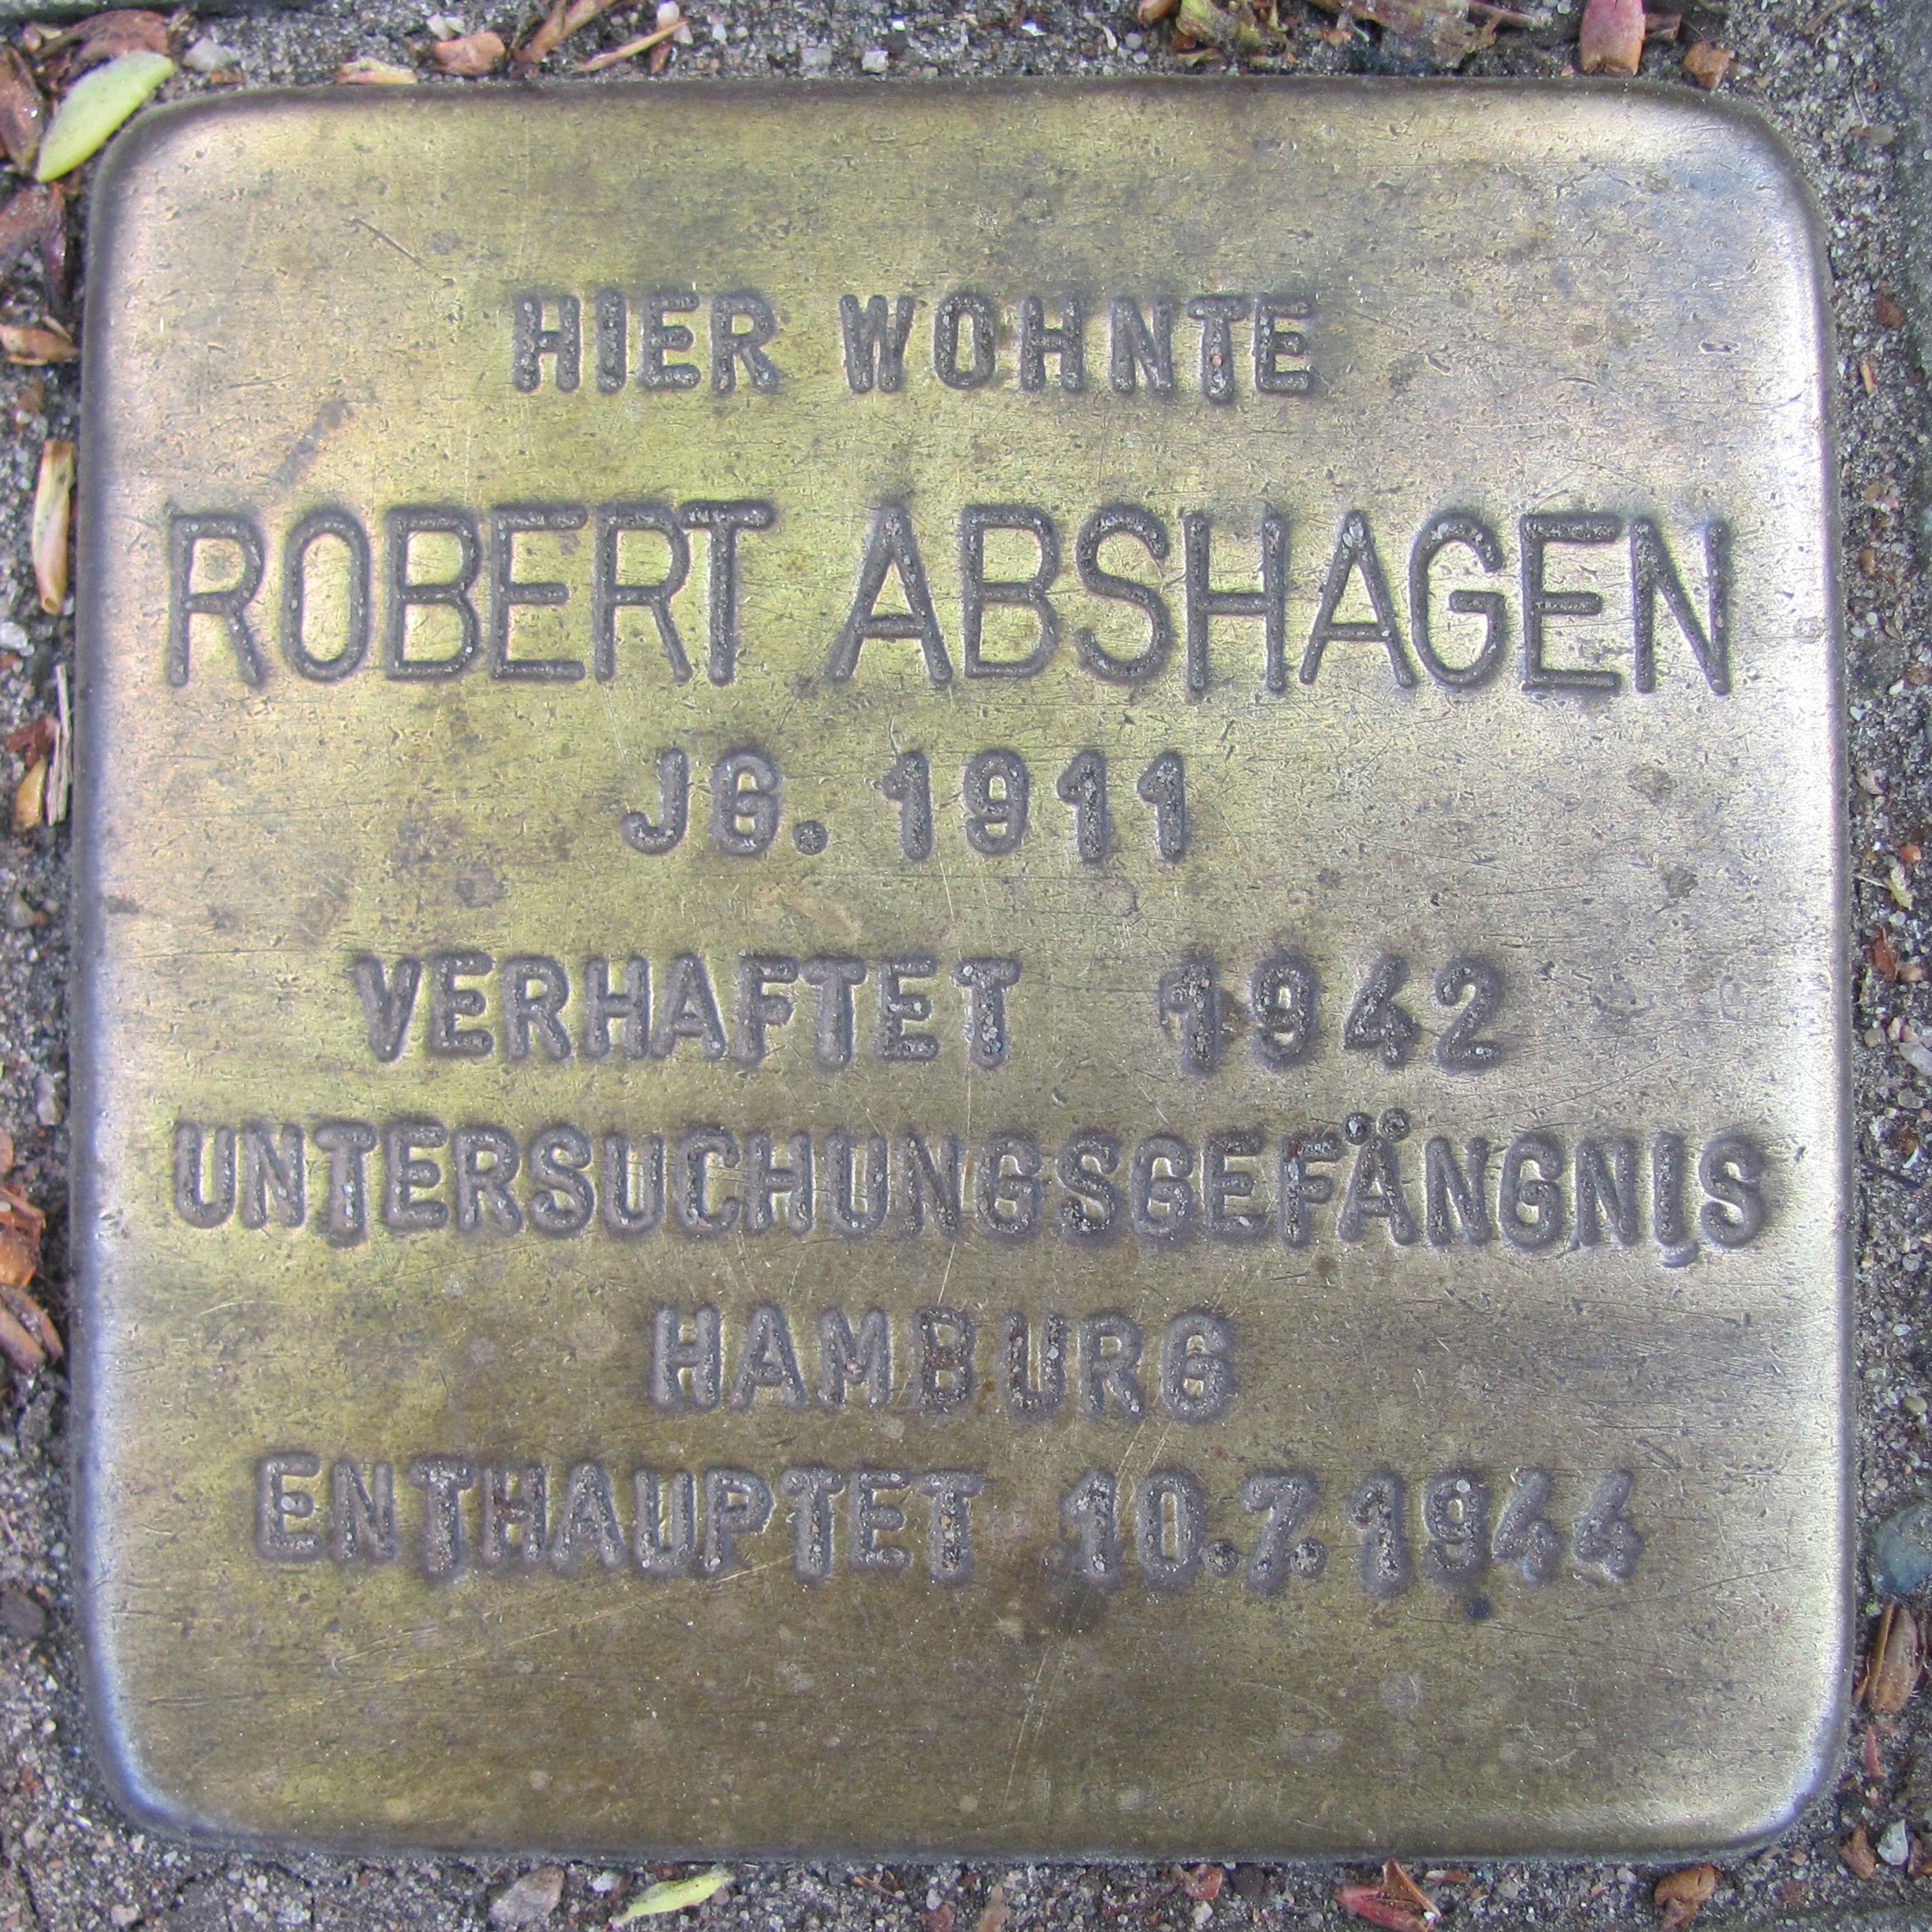 HIER WOHNTE
ROBERT ABSHAGEN
JG. 1911
VERHAFTET 1942
UNTERSUCHUNGSGEFÄNGNIS
HAMBURG
ENTHAUPTET 10.7.1944